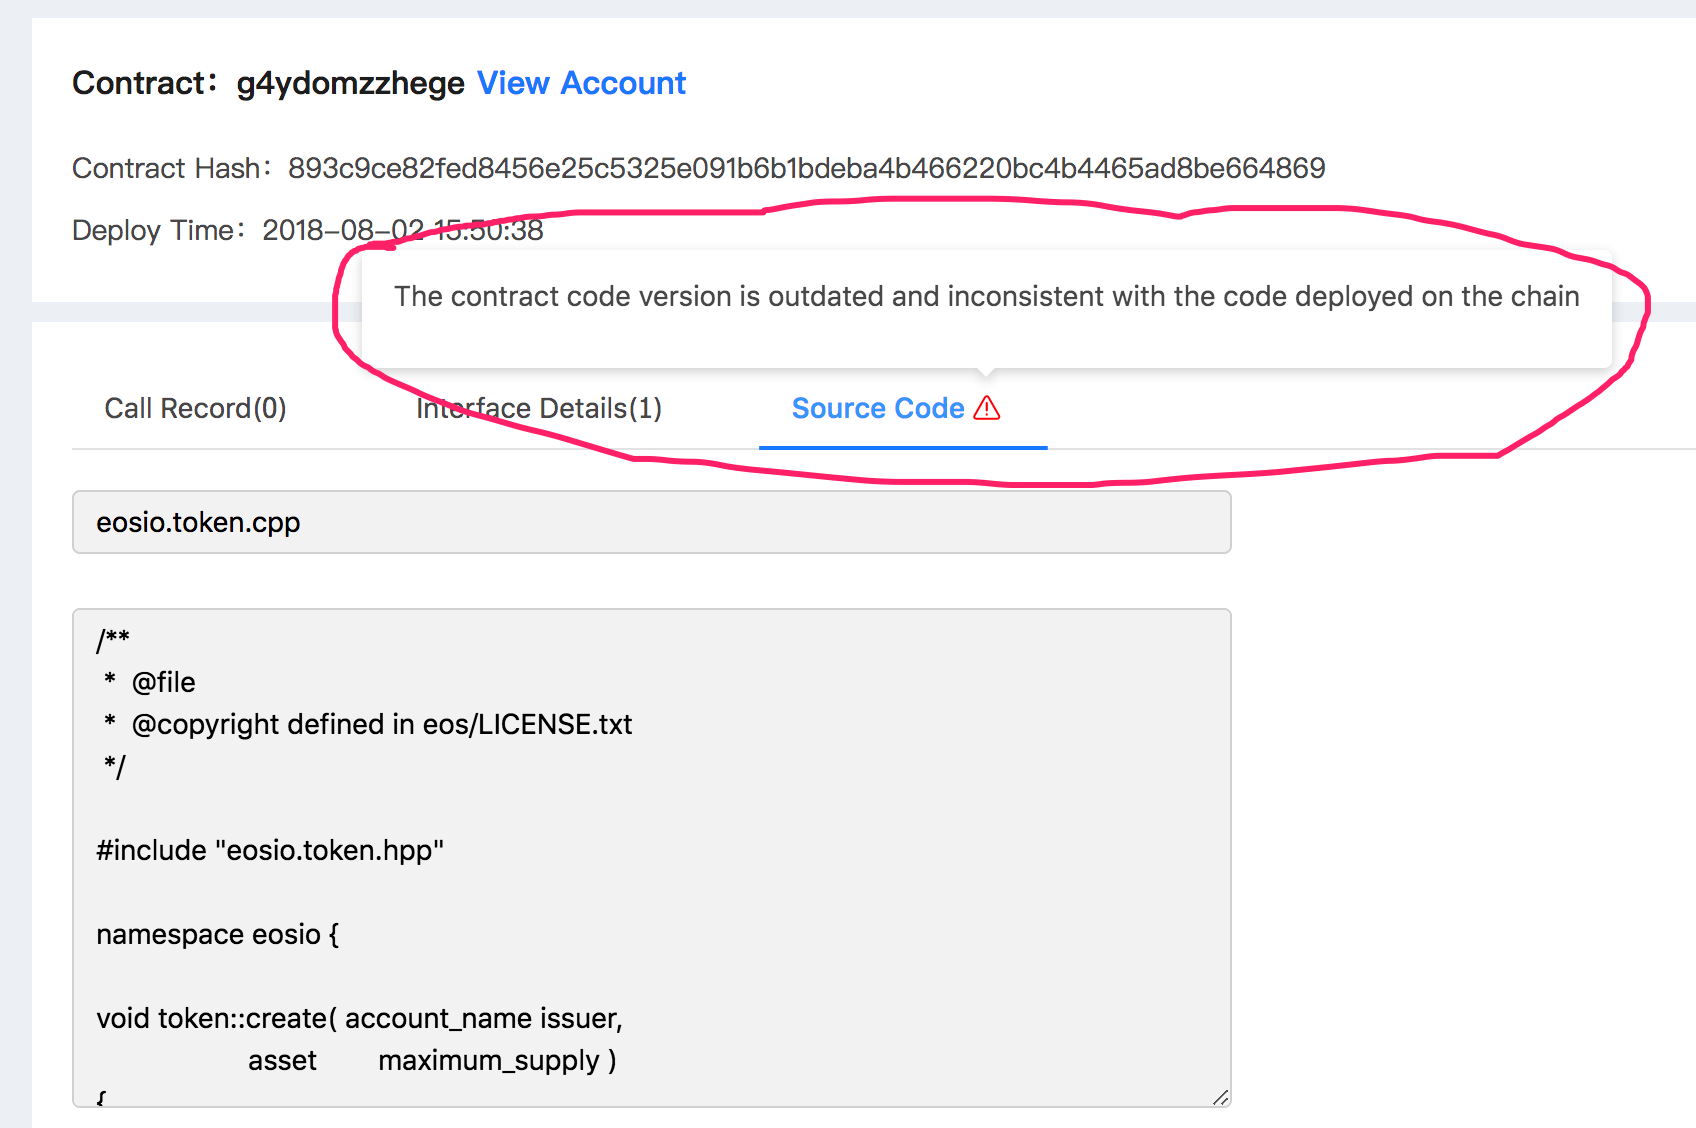 Contract：g4ydomzzhege View Account
Contract Hash：893c9ce82fed8456e25c5325e091b6b1bdeba4b466220bc4b4465ad8be664869
Deploy Time：2018-08-02 15:50:38
The contract code version is outdated and inconsistent with the code deployed on the chain
Call Record(0) Interface Details(1) Source Code
eosio.token.cpp
/**
 * @file
 * @copyright defined in eos/LICENSE.txt
 */
#include "eosio.token.hpp"
namespace eosio {
void token::create( account_name issuer,
                    asset        maximum_supply )
{